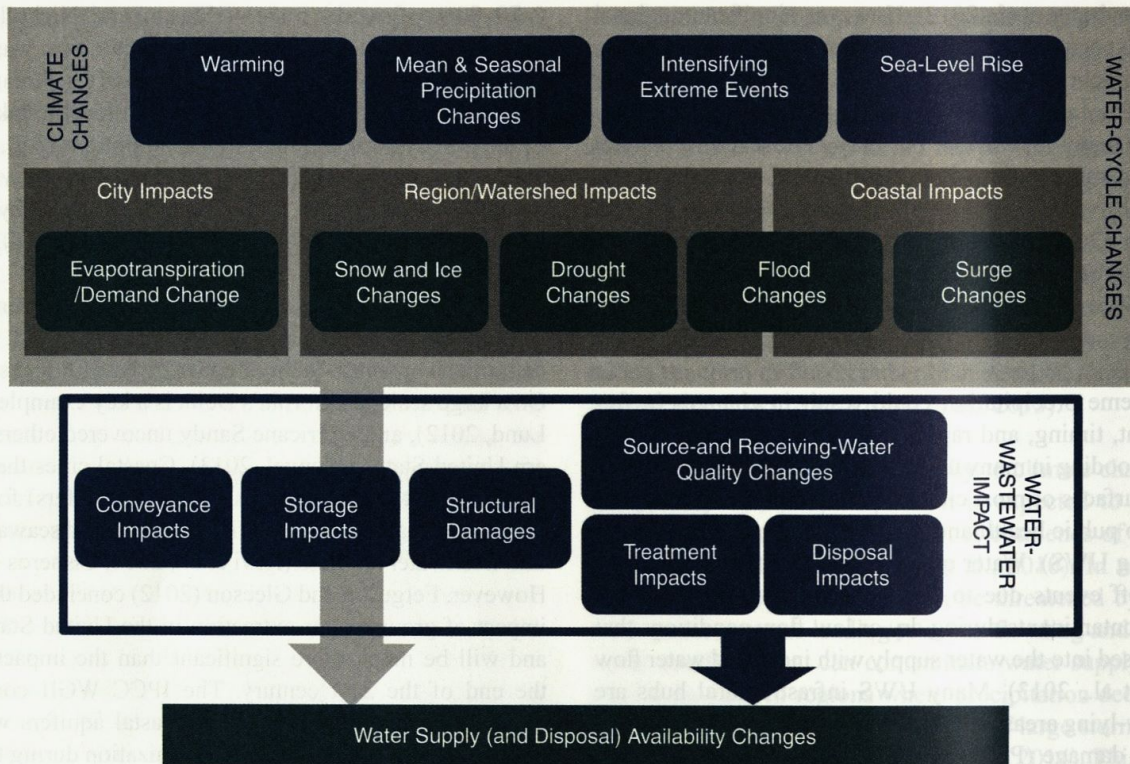 CLIMATE
CHANGES
Warming
Mean & Seasonal
Precipitation
Changes
Intensifying
Extreme Events
Sea-Level Rise
WATER-CYCLE CHANGES
City Impacts
Region/Watershed Impacts
Coastal Impacts
Evapotranspiration
/Demand Change
Snow and Ice
Changes
Drought
Changes
Flood
Changes
Surge
Changes
Conveyance
Impacts
Storage
Impacts
Structural
Damages
Source-and Receiving-Water
Quality Changes
Treatment
Impacts
Disposal
Impacts
WATER-
WASTEWATER
IMPACT
Water Supply (and Disposal) Availability Changes